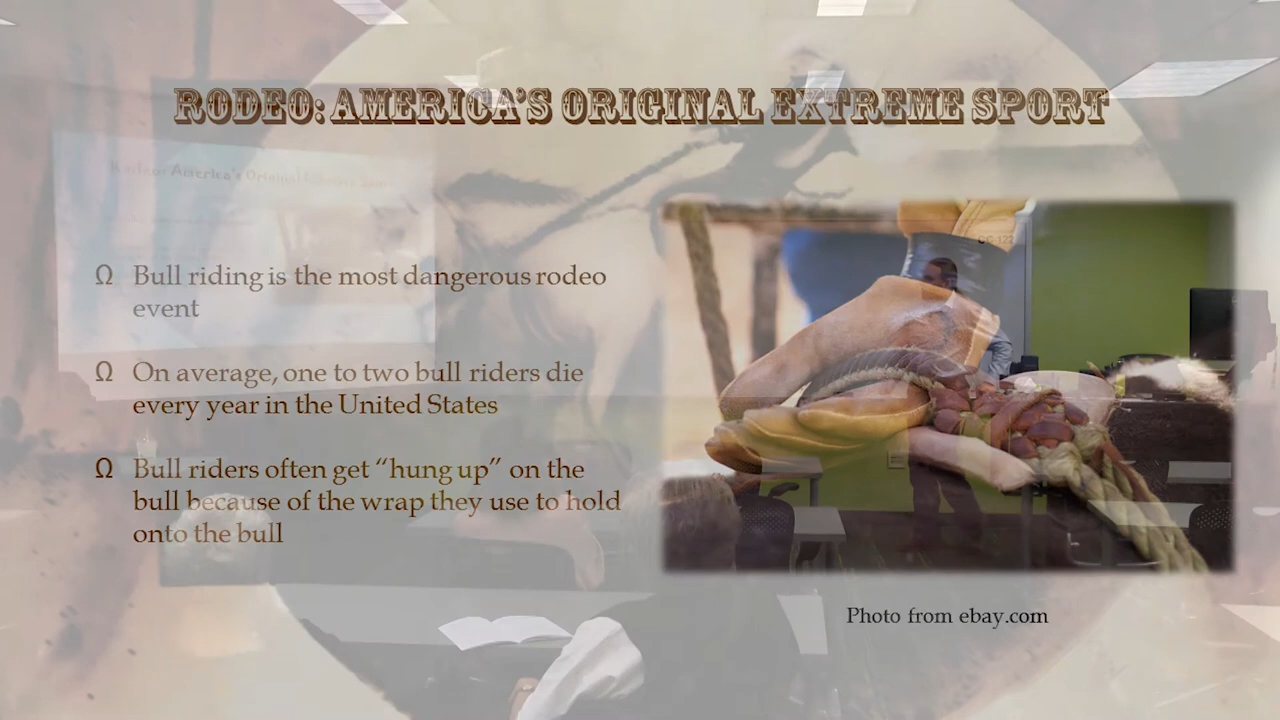 RODEO: AMERICA'S ORIGINAL EXTREME SPORT
Ω Bull riding is the most dangerous rodeo
event
Ω On average, one to two bull riders die
every year in the United States
Ω Bull riders often get “hung up” on the
bull because of the wrap they use to hold
onto the bull
CC-122
Photo from ebay.com